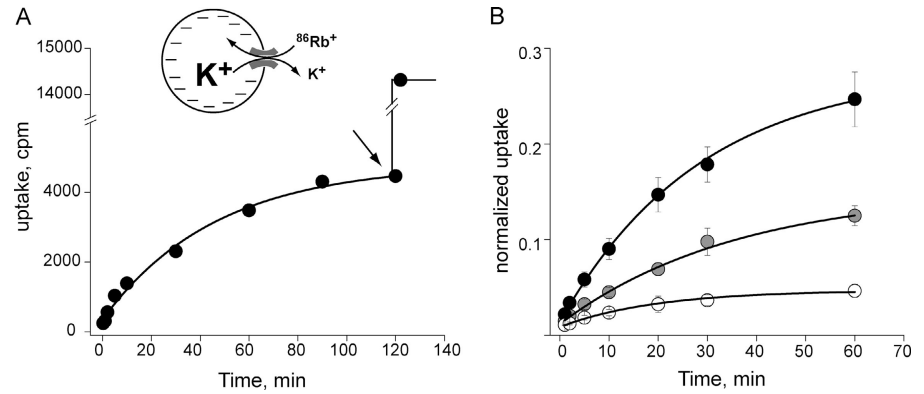 A
15000
14000
4000
2000
0
uptake, cpm
0 20 40 60 80 100 120 140
Time, min
⁸⁶Rb⁺
K⁺
K⁺
B
0.3
0.2
0.1
normalized uptake
0 10 20 30 40 50 60 70
Time, min